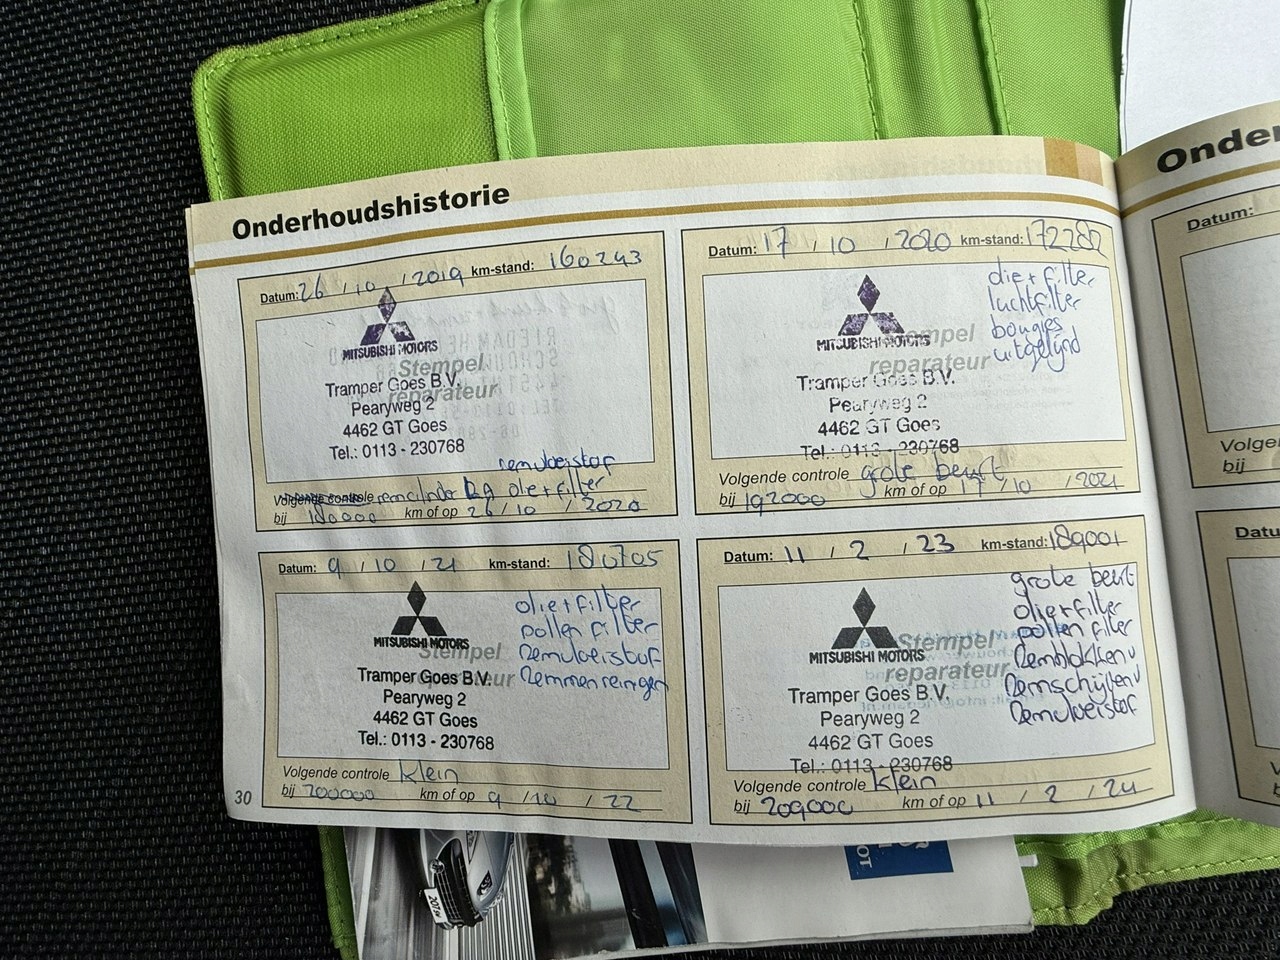 Onderhoudshistorie
Datum: 26 / 10 / 2019 km-stand: 160243
MITSUBISHI MOTORS
Stempel
reparateur
Tramper Goes B.V.
Pearyweg 2
4462 GT Goes
Tel.: 0113 - 230768
remvloeistof
Volgende controle remcilinder RA olie+filter
bij 180000 km of op 26 / 10 / 2020
Datum: 17 / 10 / 2020 km-stand: 172282
olie+filter
luchtfilter
bougies
uitgelijnd
MITSUBISHI MOTORS
Stempel
reparateur
Tramper Goes B.V.
Pearyweg 2
4462 GT Goes
Tel.: 0113 - 230768
Volgende controle grote beurt
bij 192000 km of op 17 / 10 / 2021
Datum: 9 / 10 / 21 km-stand: 180705
olie+filter
pollen filter
Remvloeistof
Remmen reinigen
MITSUBISHI MOTORS
Stempel
reparateur
Tramper Goes B.V.
Pearyweg 2
4462 GT Goes
Tel.: 0113 - 230768
Volgende controle klein
bij 200000 km of op 9 / 10 / 22
30
Datum: 11 / 2 / 23 km-stand: 189001
grote beurt
olie+filter
pollen filter
Remblokken v
Remschijven v
Remvloeistof
MITSUBISHI MOTORS
Stempel
reparateur
Tramper Goes B.V.
Pearyweg 2
4462 GT Goes
Tel.: 0113 - 230768
Volgende controle klein
bij 209000 km of op 11 / 2 / 24
Datum:
Volge
bij
Datu